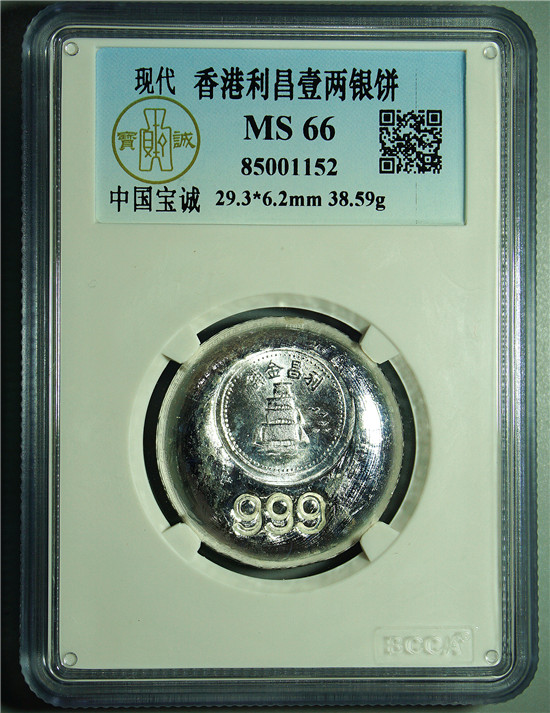 现代 香港利昌壹两银饼
寶 誠
MS 66
85001152
中国宝诚 29.3*6.2mm 38.59g
鋪金昌利
999
BCCA